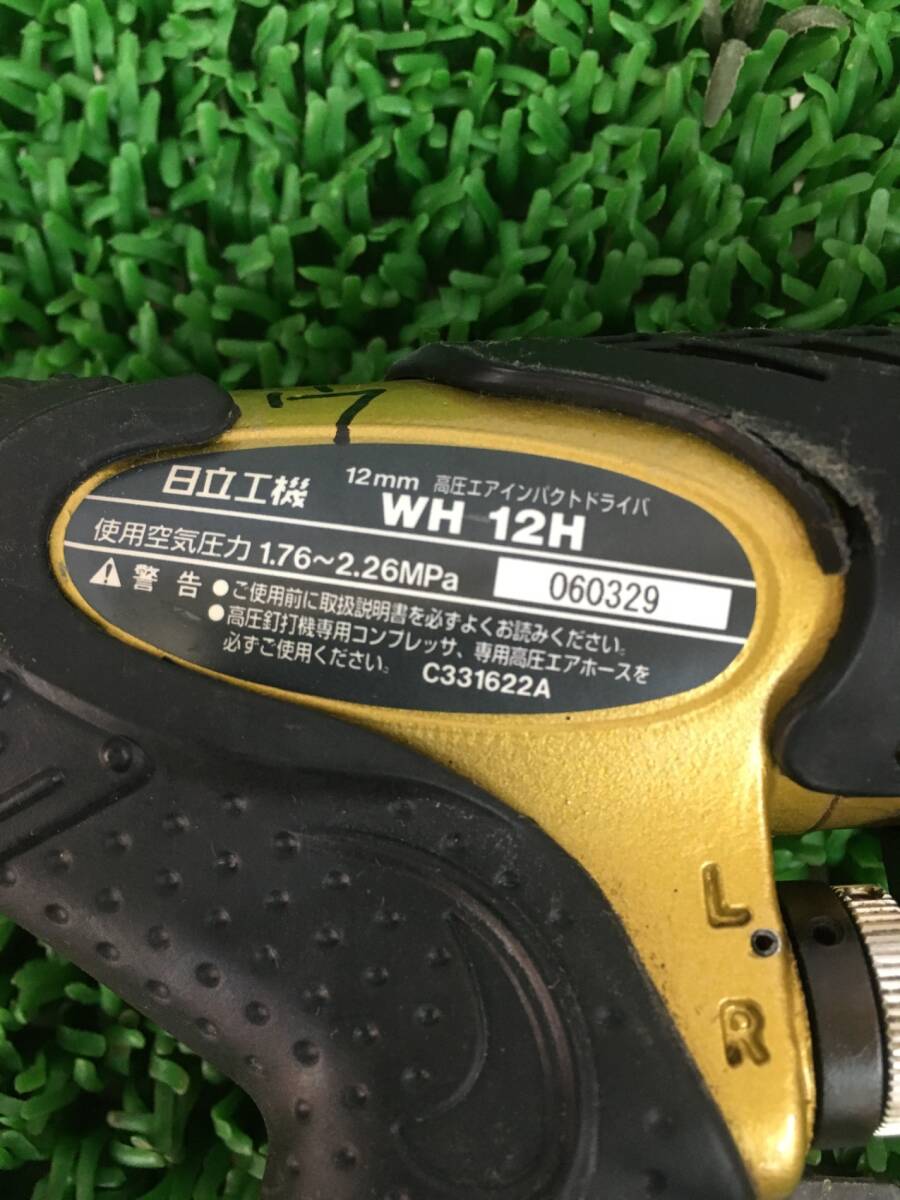 日立工機
12mm 高圧エアインパクトドライバ
WH 12H
使用空気圧力 1.76～2.26MPa
060329
⚠警告 ●ご使用前に取扱説明書を必ずよくお読みください。
●高圧釘打機専用コンプレッサ、専用高圧エアホースを
必ずご使用ください。
C331622A
L
R